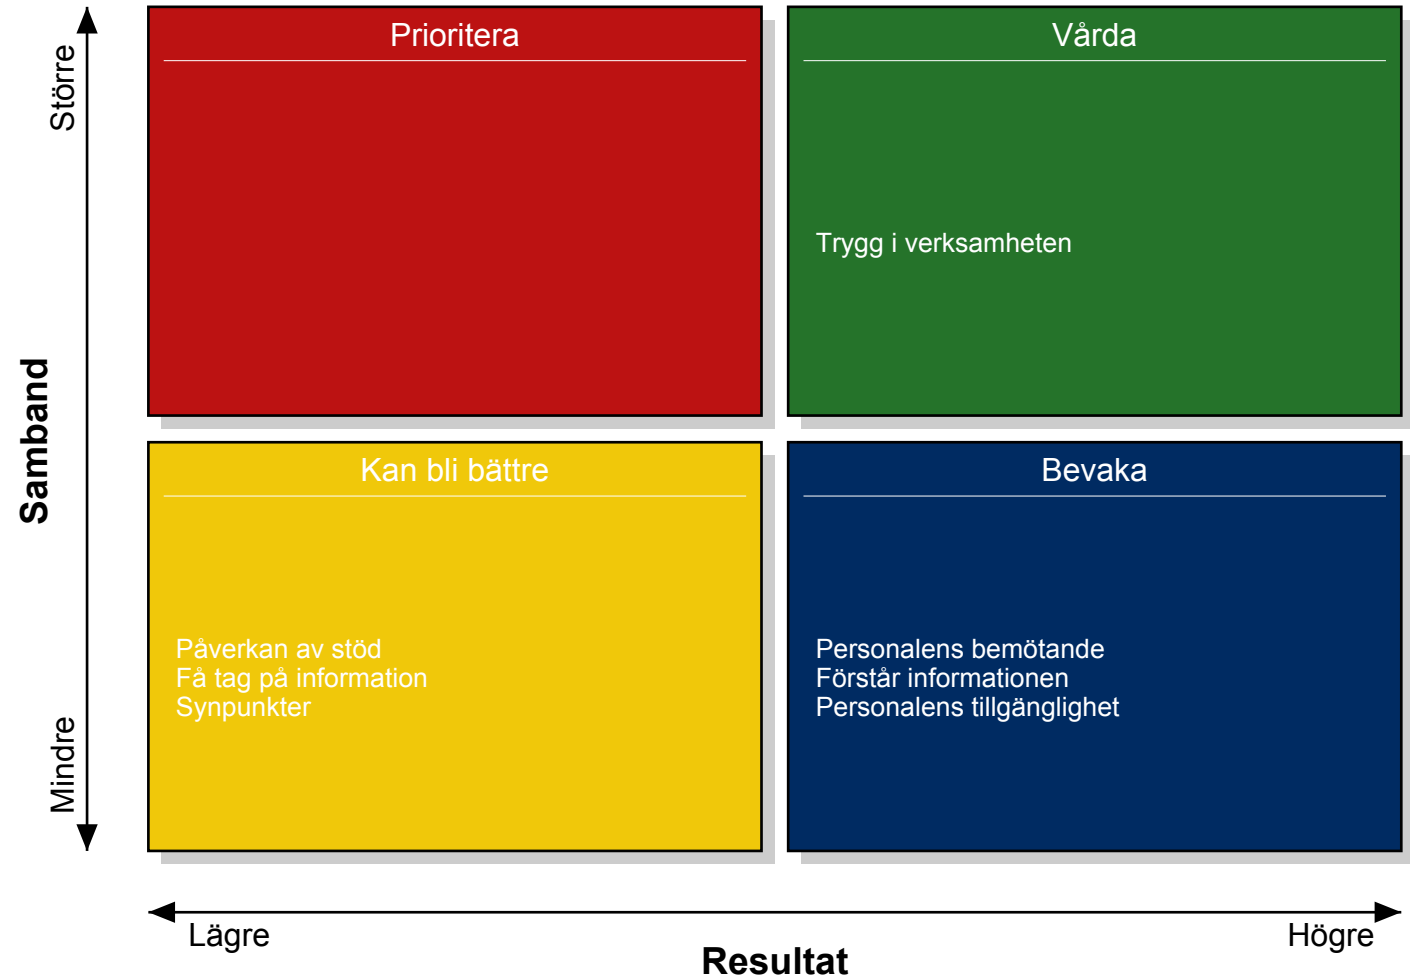 Större
Samband
Mindre
Prioritera
Vårda
Trygg i verksamheten
Kan bli bättre
Påverkan av stöd
Få tag på information
Synpunkter
Bevaka
Personalens bemötande
Förstår informationen
Personalens tillgänglighet
Lägre
Högre
Resultat